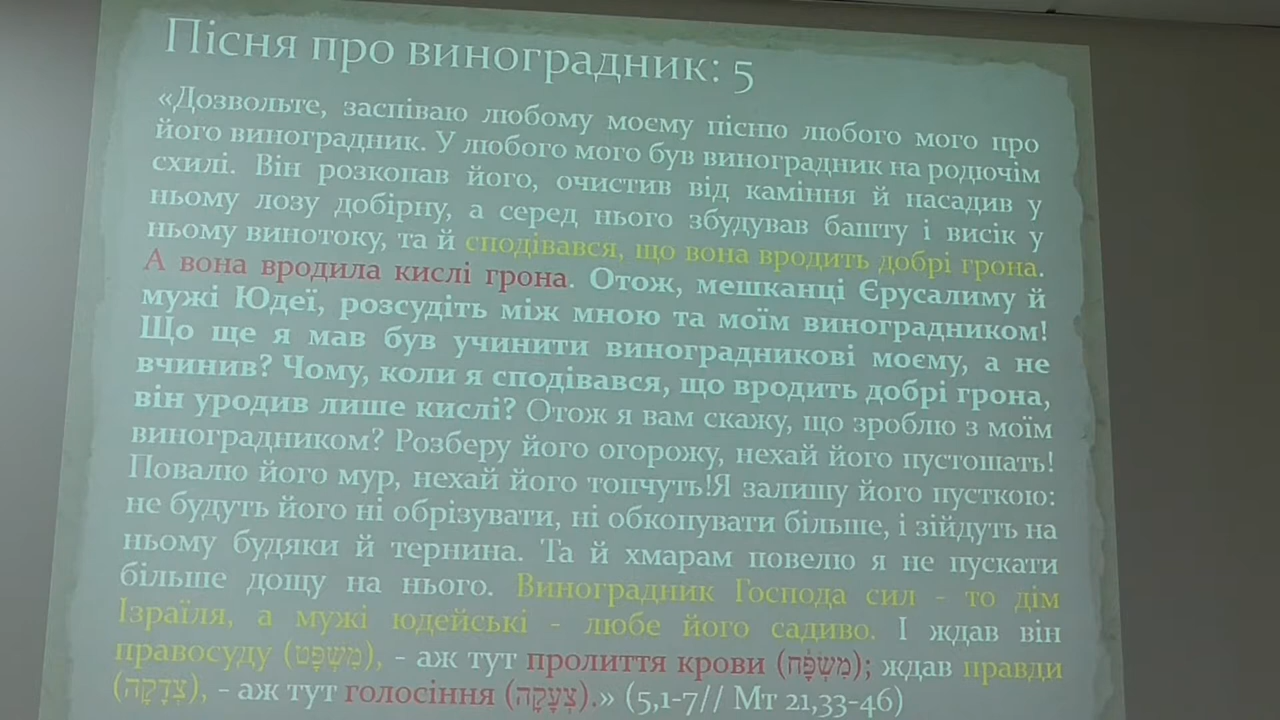 Пісня про виноградник: 5
«Дозвольте, заспіваю любому моєму пісню любого мого про
його виноградник. У любого мого був виноградник на родючім
схилі. Він розкопав його, очистив від каміння й насадив у
ньому лозу добірну, а серед нього збудував башту і висік у
ньому винотоку, та й сподівався, що вона вродить добрі грона.
А вона вродила кислі грона. Отож, мешканці Єрусалиму й
мужі Юдеї, розсудіть між мною та моїм виноградником!
Що ще я мав був учинити виноградникові моєму, а не
вчинив? Чому, коли я сподівався, що вродить добрі грона,
він уродив лише кислі? Отож я вам скажу, що зроблю з моїм
виноградником? Розберу його огорожу, нехай його пустошать!
Повалю його мур, нехай його топчуть!Я залишу його пусткою:
не будуть його ні обрізувати, ні обкопувати більше, і зійдуть на
ньому будяки й тернина. Та й хмарам повелю я не пускати
більше дощу на нього. Виноградник Господа сил - то дім
Ізраїля, а мужі юдейські - любе його садиво. І ждав він
правосуду (מִשְׁפָּט), - аж тут пролиття крови (מִשְׂפָּח); ждав правди
(צְדָקָה), - аж тут голосіння (צְעָקָה).» (5,1-7// Мт 21,33-46)